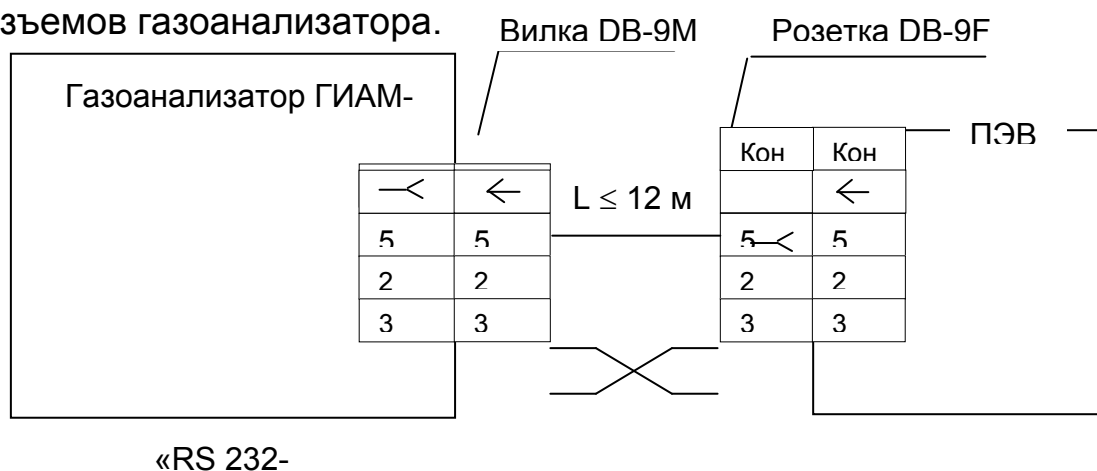 зъемов газоанализатора.
Вилка DB-9M
Розетка DB-9F
Газоанализатор ГИАМ-
ПЭВ
Кон Кон
L ≤ 12 м
5 5 5 5
2 2 2 2
3 3 3 3
«RS 232-